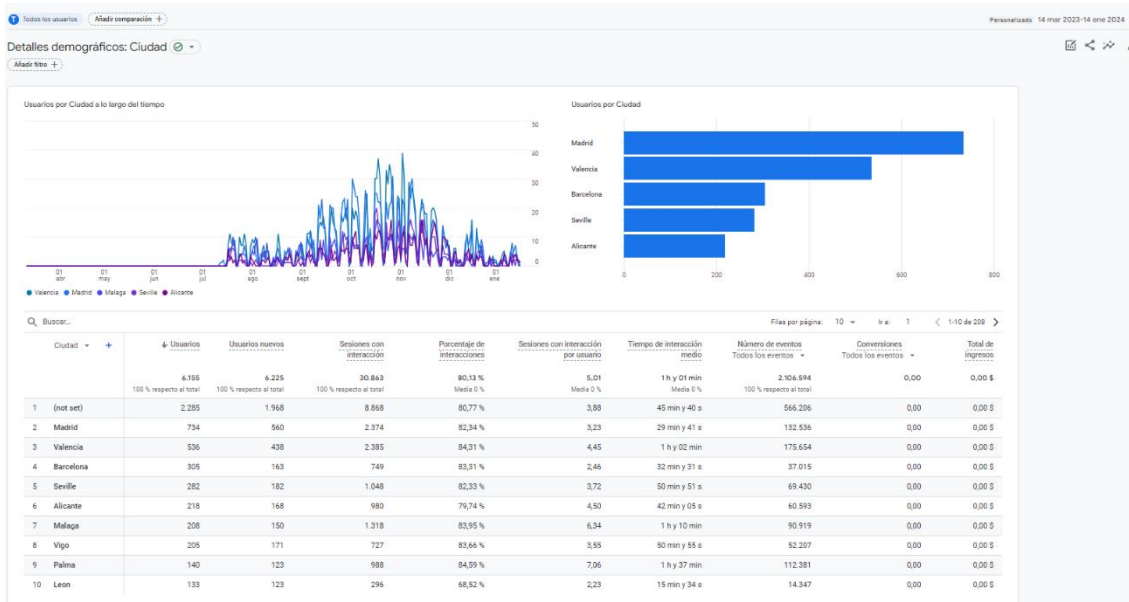 T Todos los usuarios Añadir comparación + Personalizado 14 mar 2023-14 ene 2024
Detalles demográficos: Ciudad
Añadir filtro +
Usuarios por Ciudad a lo largo del tiempo
50
40
30
20
10
0
01 abr 01 may 01 jun 01 jul 01 ago 01 sept 01 oct 01 nov 01 dic 01 ene
Valencia Madrid Malaga Seville Alicante
Usuarios por Ciudad
Madrid
Valencia
Barcelona
Seville
Alicante
0 200 400 600 800
Buscar... Filas por página: 10 Ir a: 1 1-10 de 208
Ciudad + ↓ Usuarios Usuarios nuevos Sesiones con interacción Porcentaje de interacciones Sesiones con interacción por usuario Tiempo de interacción medio Número de eventos Todos los eventos Conversiones Todos los eventos Total de ingresos
6.155 6.225 30.863 80,13 % 5,01 1 h y 01 min 2.106.594 0,00 0,00 $
100 % respecto al total 100 % respecto al total 100 % respecto al total Media 0 % Media 0 % Media 0 % 100 % respecto al total
1 (not set) 2.285 1.968 8.868 80,77 % 3,88 45 min y 40 s 566.206 0,00 0,00 $
2 Madrid 734 560 2.374 82,34 % 3,23 29 min y 41 s 132.536 0,00 0,00 $
3 Valencia 536 438 2.385 84,31 % 4,45 1 h y 02 min 175.654 0,00 0,00 $
4 Barcelona 305 163 749 83,31 % 2,46 32 min y 31 s 37.015 0,00 0,00 $
5 Seville 282 182 1.048 82,33 % 3,72 50 min y 51 s 69.430 0,00 0,00 $
6 Alicante 218 168 980 79,74 % 4,50 42 min y 05 s 60.593 0,00 0,00 $
7 Malaga 208 150 1.318 83,95 % 6,34 1 h y 10 min 90.919 0,00 0,00 $
8 Vigo 205 171 727 83,66 % 3,55 50 min y 55 s 52.207 0,00 0,00 $
9 Palma 140 123 988 84,59 % 7,06 1 h y 37 min 112.381 0,00 0,00 $
10 Leon 133 123 296 68,52 % 2,23 15 min y 34 s 14.347 0,00 0,00 $